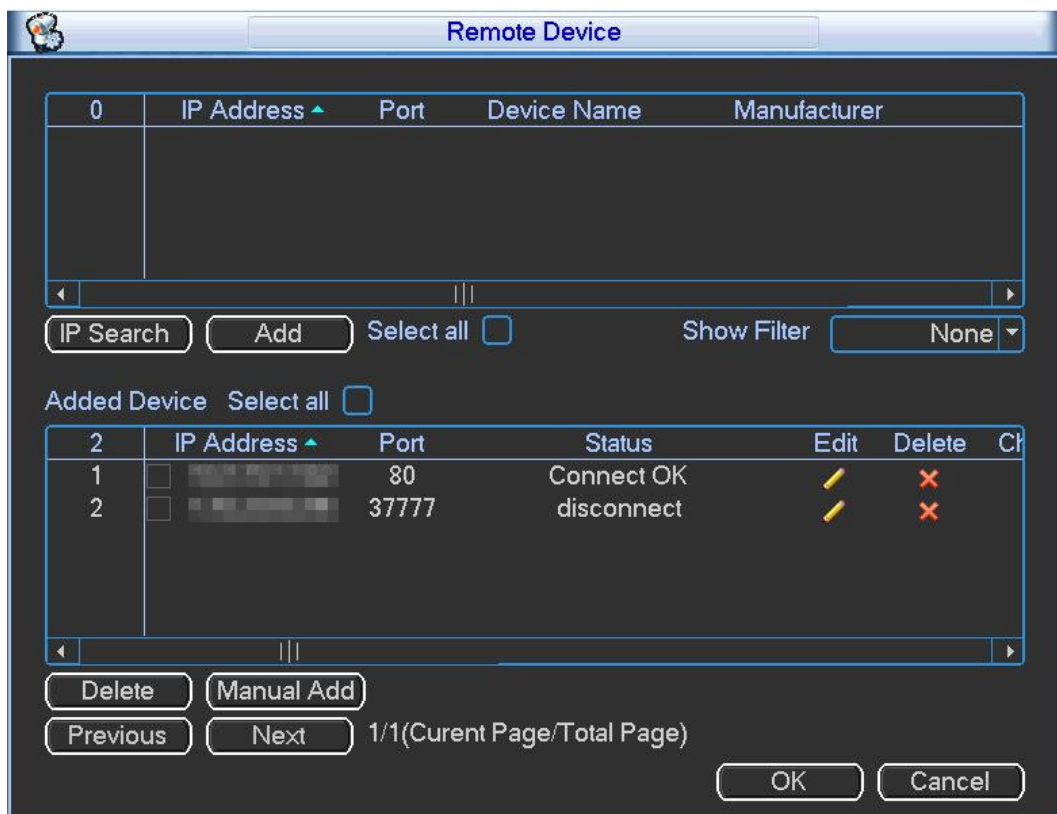 Remote Device
0 IP Address Port Device Name Manufacturer
IP Search Add Select all Show Filter None
Added Device Select all
2 IP Address Port Status Edit Delete Ch
1 80 Connect OK
2 37777 disconnect
Delete Manual Add
Previous Next 1/1(Curent Page/Total Page)
OK Cancel